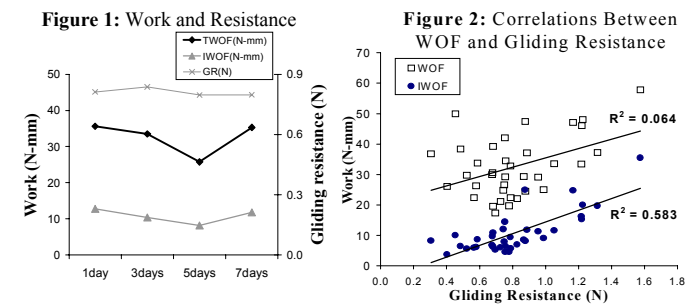 Figure 1: Work and Resistance
TWOF(N-mm)
IWOF(N-mm)
GR(N)
50
40
30
20
10
0
Work (N-mm)
0.9
0.6
0.3
0.0
Gliding resistance (N)
1day 3days 5days 7days
Figure 2: Correlations Between
WOF and Gliding Resistance
WOF
IWOF
70
60
50
40
30
20
10
0
Work (N-mm)
R² = 0.064
R² = 0.583
0.0 0.2 0.4 0.6 0.8 1.0 1.2 1.4 1.6 1.8
Gliding Resistance (N)